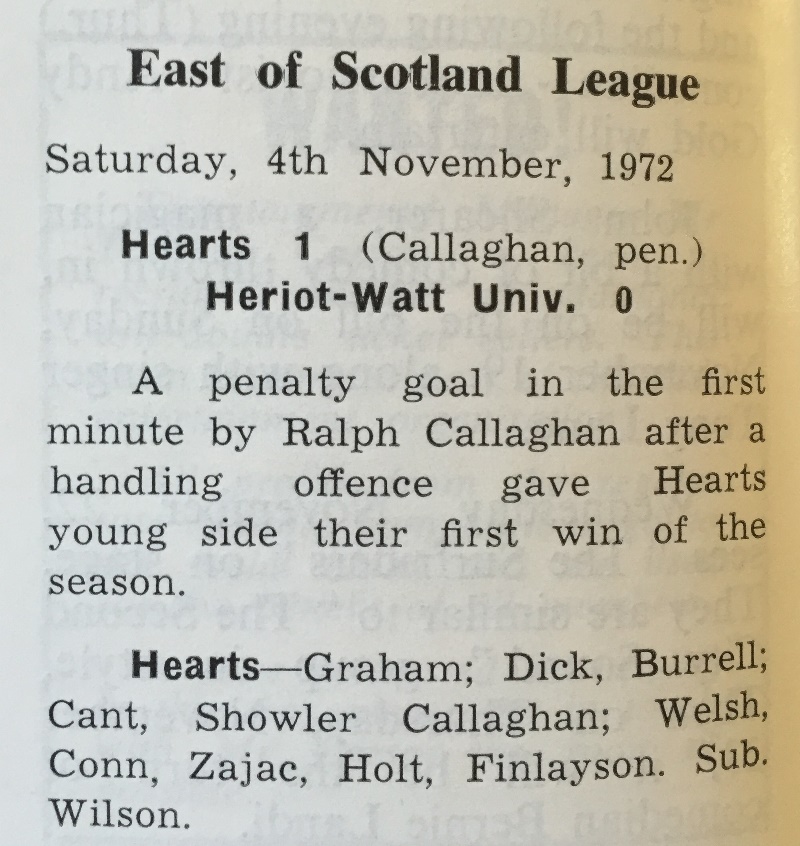 East of Scotland League
Saturday, 4th November, 1972
Hearts 1 (Callaghan, pen.)
Heriot-Watt Univ. 0
A penalty goal in the first
minute by Ralph Callaghan after a
handling offence gave Hearts
young side their first win of the
season.
Hearts—Graham; Dick, Burrell;
Cant, Showler Callaghan; Welsh,
Conn, Zajac, Holt, Finlayson. Sub.
Wilson.